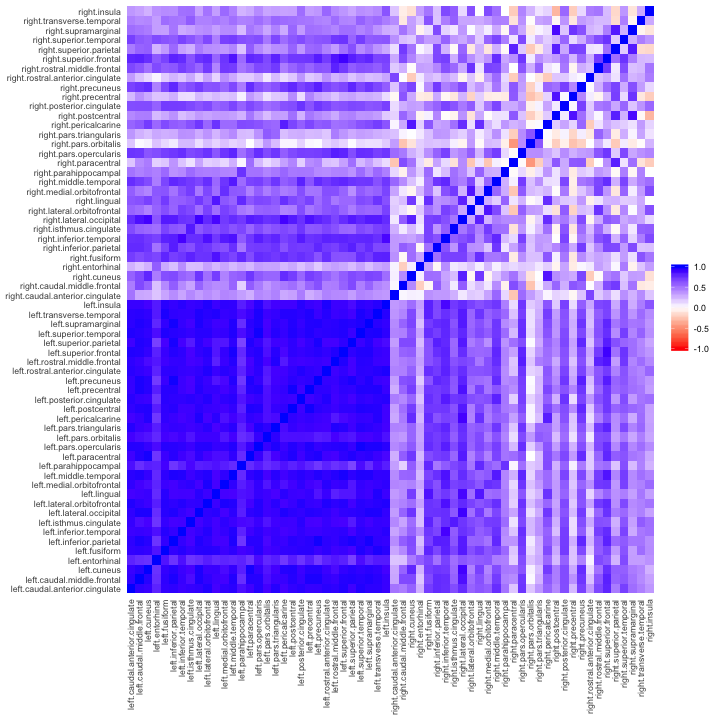 right.insula
right.transverse.temporal
right.supramarginal
right.superior.temporal
right.superior.parietal
right.superior.frontal
right.rostral.middle.frontal
right.rostral.anterior.cingulate
right.precuneus
right.precentral
right.posterior.cingulate
right.postcentral
right.pericalcarine
right.pars.triangularis
right.pars.orbitalis
right.pars.opercularis
right.paracentral
right.parahippocampal
right.middle.temporal
right.medial.orbitofrontal
right.lingual
right.lateral.orbitofrontal
right.lateral.occipital
right.isthmus.cingulate
right.inferior.temporal
right.inferior.parietal
right.fusiform
right.entorhinal
right.cuneus
right.caudal.middle.frontal
right.caudal.anterior.cingulate
left.insula
left.transverse.temporal
left.supramarginal
left.superior.temporal
left.superior.parietal
left.superior.frontal
left.rostral.middle.frontal
left.rostral.anterior.cingulate
left.precuneus
left.precentral
left.posterior.cingulate
left.postcentral
left.pericalcarine
left.pars.triangularis
left.pars.orbitalis
left.pars.opercularis
left.paracentral
left.parahippocampal
left.middle.temporal
left.medial.orbitofrontal
left.lingual
left.lateral.orbitofrontal
left.lateral.occipital
left.isthmus.cingulate
left.inferior.temporal
left.inferior.parietal
left.fusiform
left.entorhinal
left.cuneus
left.caudal.middle.frontal
left.caudal.anterior.cingulate
left.caudal.anterior.cingulate
left.caudal.middle.frontal
left.cuneus
left.entorhinal
left.fusiform
left.inferior.parietal
left.inferior.temporal
left.isthmus.cingulate
left.lateral.occipital
left.lateral.orbitofrontal
left.lingual
left.medial.orbitofrontal
left.middle.temporal
left.parahippocampal
left.paracentral
left.pars.opercularis
left.pars.orbitalis
left.pars.triangularis
left.pericalcarine
left.postcentral
left.posterior.cingulate
left.precentral
left.precuneus
left.rostral.anterior.cingulate
left.rostral.middle.frontal
left.superior.frontal
left.superior.parietal
left.superior.temporal
left.supramarginal
left.transverse.temporal
left.insula
right.caudal.anterior.cingulate
right.caudal.middle.frontal
right.cuneus
right.entorhinal
right.fusiform
right.inferior.parietal
right.inferior.temporal
right.isthmus.cingulate
right.lateral.occipital
right.lateral.orbitofrontal
right.lingual
right.medial.orbitofrontal
right.middle.temporal
right.parahippocampal
right.paracentral
right.pars.opercularis
right.pars.orbitalis
right.pars.triangularis
right.pericalcarine
right.postcentral
right.posterior.cingulate
right.precentral
right.precuneus
right.rostral.anterior.cingulate
right.rostral.middle.frontal
right.superior.frontal
right.superior.parietal
right.superior.temporal
right.supramarginal
right.transverse.temporal
right.insula
1.0
0.5
0.0
-0.5
-1.0